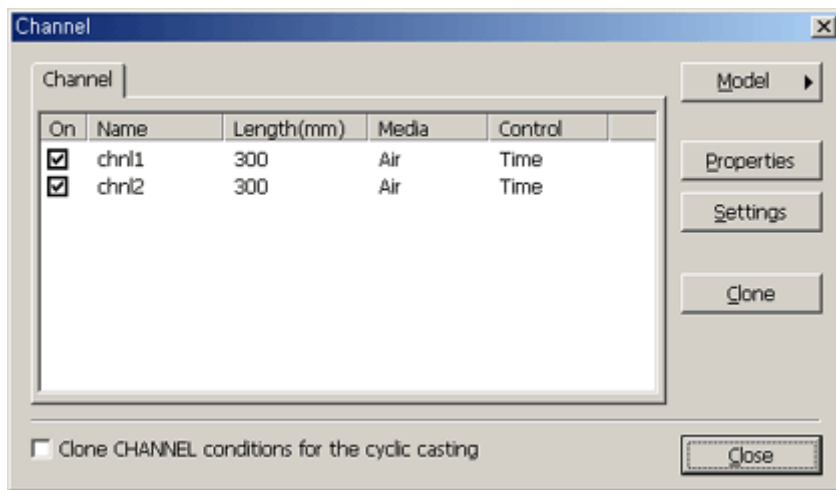 Channel
Channel
Model
On Name Length(mm) Media Control
chnl1 300 Air Time
chnl2 300 Air Time
Properties
Settings
Clone
Clone CHANNEL conditions for the cyclic casting
Close